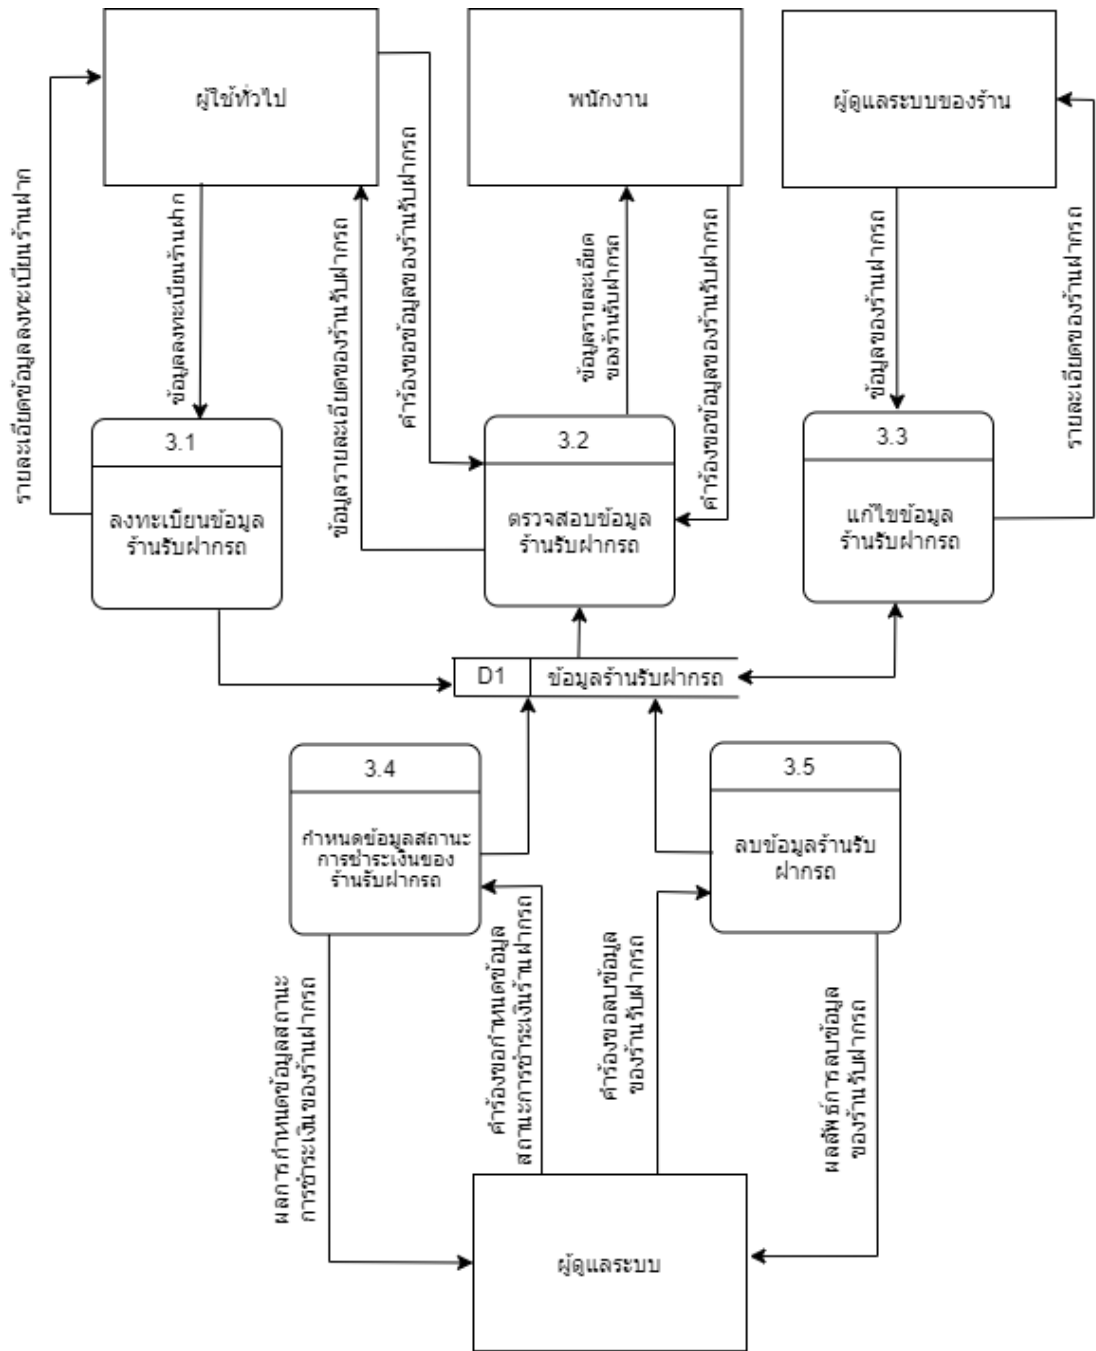 ผู้ใช้ทั่วไป
พนักงาน
ผู้ดูแลระบบของร้าน
รายละเอียดข้อมูลลงทะเบียนร้านฝาก
ข้อมูลลงทะเบียนร้านฝาก
ข้อมูลรายละเอียดของร้านรับฝากรถ
คำร้องขอข้อมูลของร้านรับฝากรถ
ข้อมูลรายละเอียด
ของร้านรับฝากรถ
คำร้องขอข้อมูลของร้านรับฝากรถ
ข้อมูลของร้านฝากรถ
รายละเอียดของร้านฝากรถ
3.1
ลงทะเบียนข้อมูล
ร้านรับฝากรถ
3.2
ตรวจสอบข้อมูล
ร้านรับฝากรถ
3.3
แก้ไขข้อมูล
ร้านรับฝากรถ
D1
ข้อมูลร้านรับฝากรถ
3.4
กำหนดข้อมูลสถานะ
การชำระเงินของ
ร้านรับฝากรถ
3.5
ลบข้อมูลร้านรับ
ฝากรถ
ผลการกำหนดข้อมูลสถานะ
การชำระเงินของร้านฝากรถ
คำร้องขอกำหนดข้อมูล
สถานะการชำระเงินร้านฝากรถ
คำร้องขอลบข้อมูล
ของร้านรับฝากรถ
ผลลัพธ์การลบข้อมูล
ของร้านรับฝากรถ
ผู้ดูแลระบบ